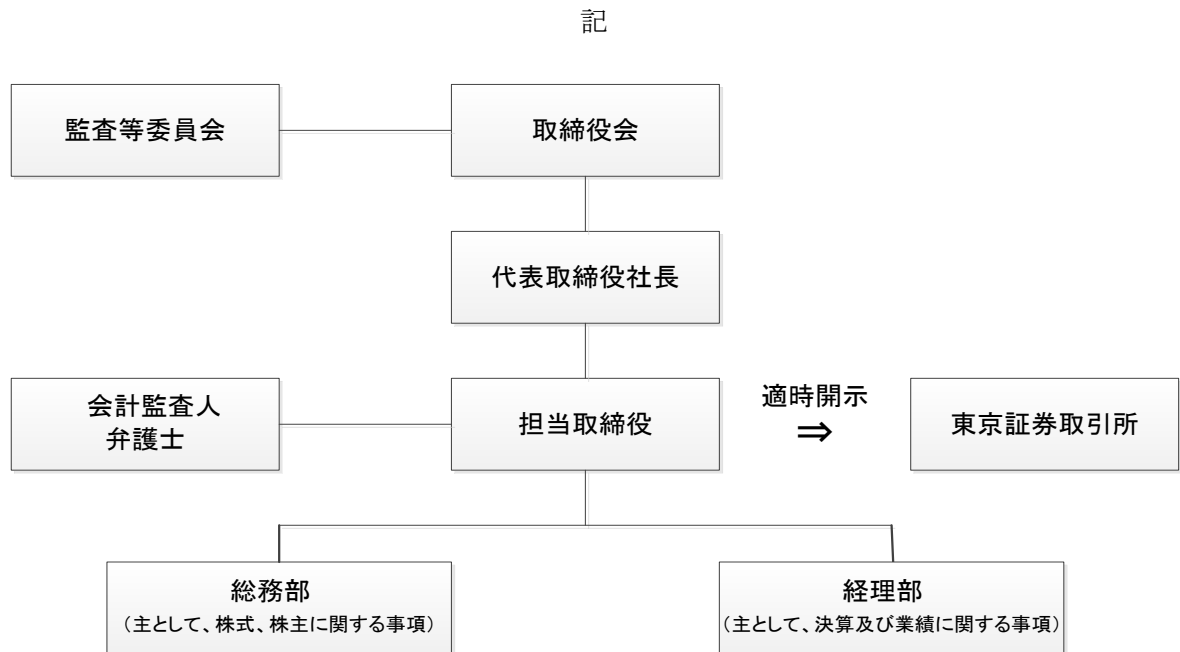 記
監査等委員会
取締役会
代表取締役社長
会計監査人
弁護士
担当取締役
適時開示
⇒
東京証券取引所
総務部
（主として、株式、株主に関する事項）
経理部
（主として、決算及び業績に関する事項）